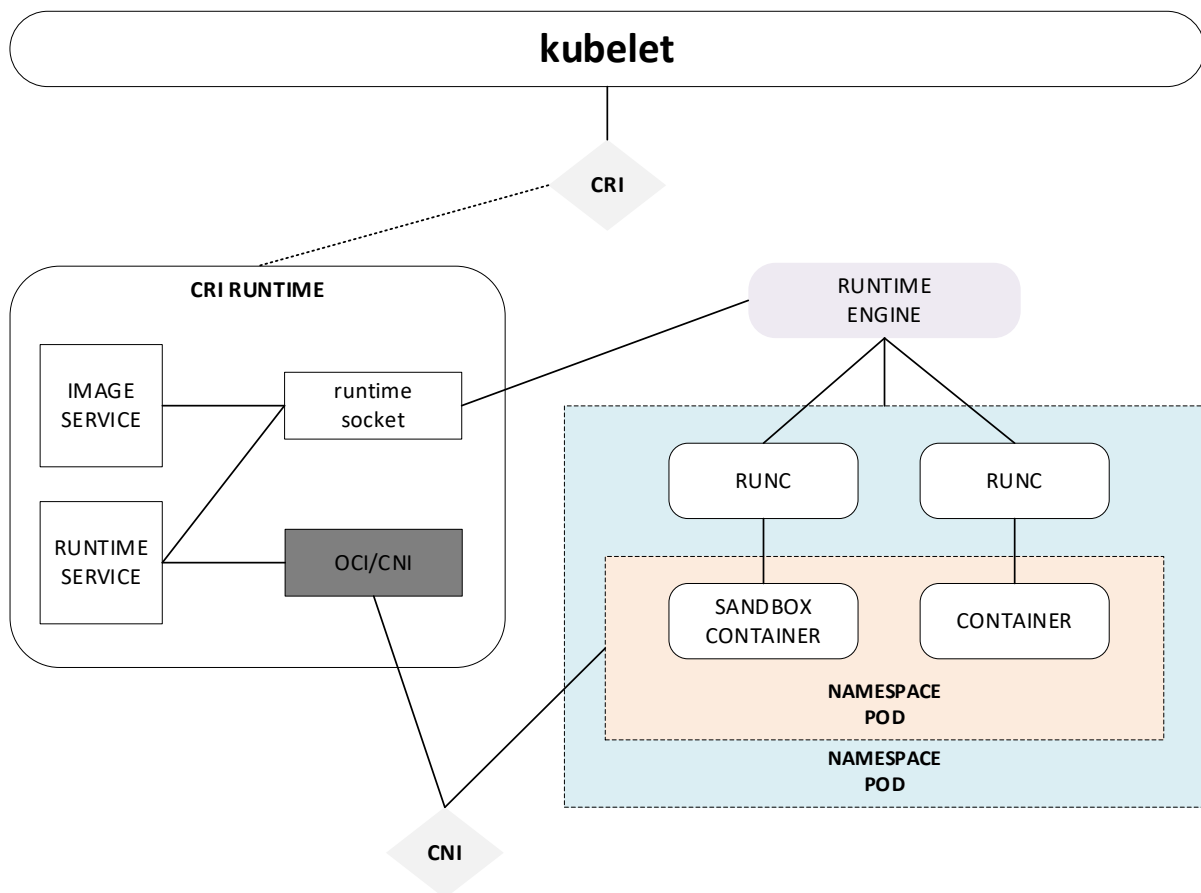 kubelet
CRI
CRI RUNTIME
IMAGE
SERVICE
runtime
socket
RUNTIME
SERVICE
OCI/CNI
RUNTIME
ENGINE
RUNC
RUNC
SANDBOX
CONTAINER
CONTAINER
NAMESPACE
POD
NAMESPACE
POD
CNI